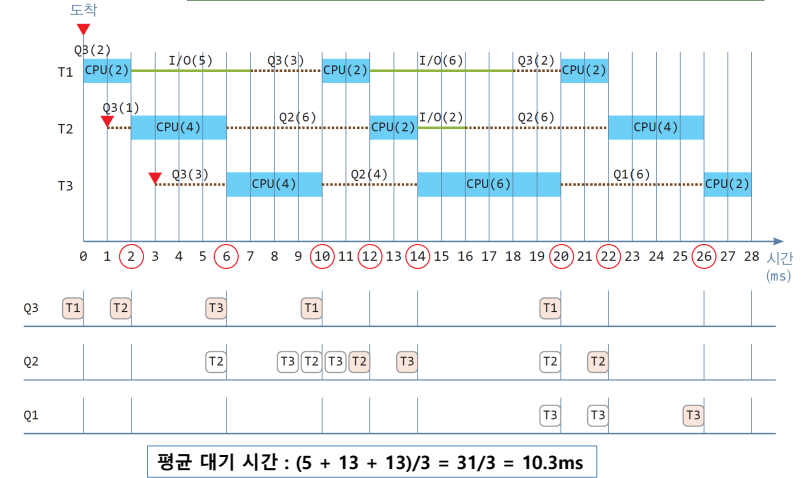 도착
Q3(2)
T1 CPU(2) I/O(5) Q3(3) CPU(2) I/O(6) Q3(2) CPU(2)
T2 Q3(1) CPU(4) Q2(6) CPU(2) I/O(2) Q2(6) CPU(4)
T3 Q3(3) CPU(4) Q2(4) CPU(6) Q1(6) CPU(2)
0 1 2 3 4 5 6 7 8 9 10 11 12 13 14 15 16 17 18 19 20 21 22 23 24 25 26 27 28 시간
(ms)
Q3 T1 T2 T3 T1 T1
Q2 T2 T3 T2 T3 T2 T3 T2 T2
Q1 T3 T3 T3
평균 대기 시간 : (5 + 13 + 13)/3 = 31/3 = 10.3ms